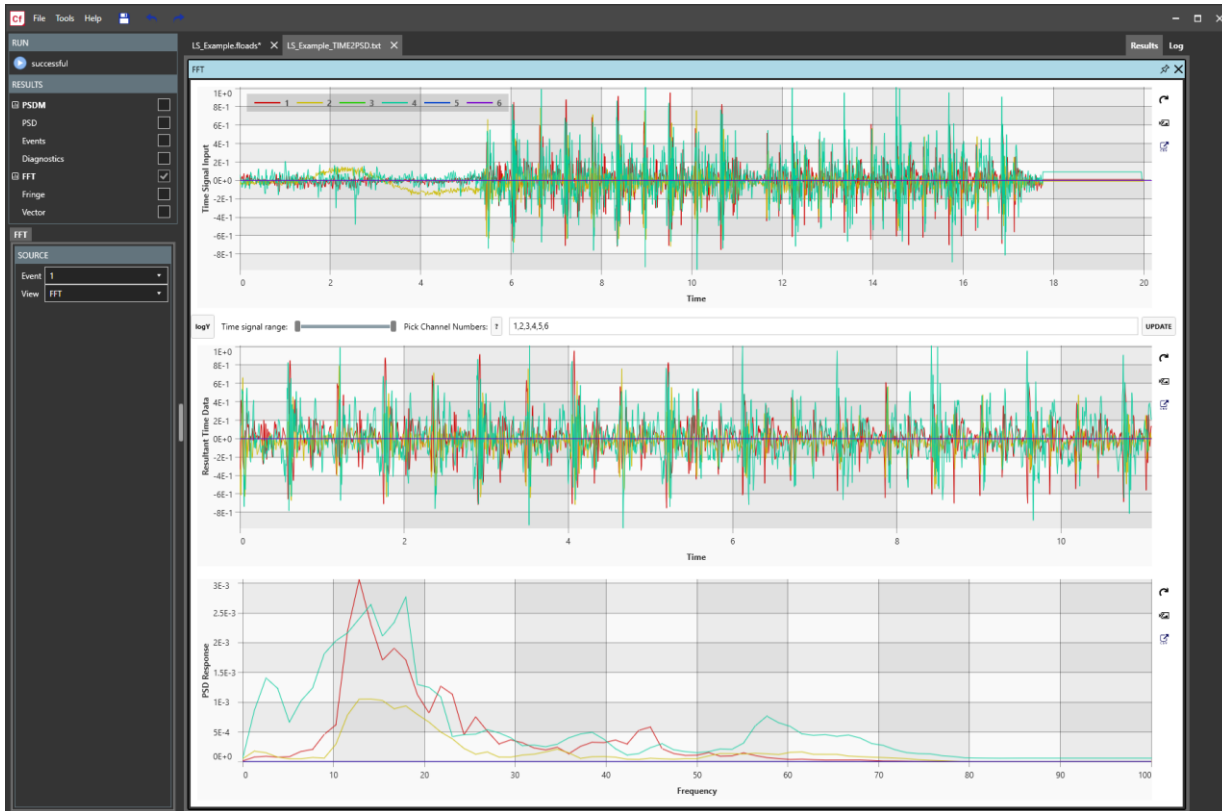 Cf File Tools Help
RUN
successful
RESULTS
PSDM
PSD
Events
Diagnostics
FFT
Fringe
Vector
FFT
SOURCE
Event 1
View FFT
LS_Example.floads* X LS_Example_TIME2PSD.txt X
Results Log
FFT
1 2 3 4 5 6
Time Signal Input
1E+0
8E-1
6E-1
4E-1
2E-1
0E+0
-2E-1
-4E-1
-6E-1
-8E-1
0 2 4 6 8 10 12 14 16 18 20
Time
logY Time signal range: Pick Channel Numbers: ? 1,2,3,4,5,6 UPDATE
Resultant Time Data
1E+0
8E-1
6E-1
4E-1
2E-1
0E+0
-2E-1
-4E-1
-6E-1
-8E-1
0 2 4 6 8 10
Time
PSD Response
3E-3
2.5E-3
2E-3
1.5E-3
1E-3
5E-4
0E+0
0 10 20 30 40 50 60 70 80 90 100
Frequency